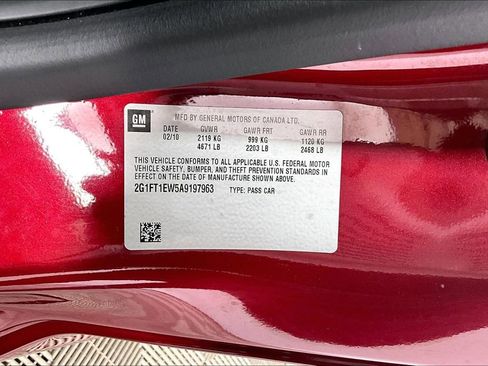 GM
MFD BY GENERAL MOTORS OF CANADA LTD.
DATE GVWR GAWR FRT GAWR RR
02/10 2119 KG 999 KG 1120 KG
4671 LB 2203 LB 2468 LB
THIS VEHICLE CONFORMS TO ALL APPLICABLE U.S. FEDERAL MOTOR
VEHICLE SAFETY, BUMPER, AND THEFT PREVENTION STANDARDS IN
EFFECT ON THE DATE OF MANUFACTURE SHOWN ABOVE.
2G1FT1EW5A9197963 TYPE: PASS CAR